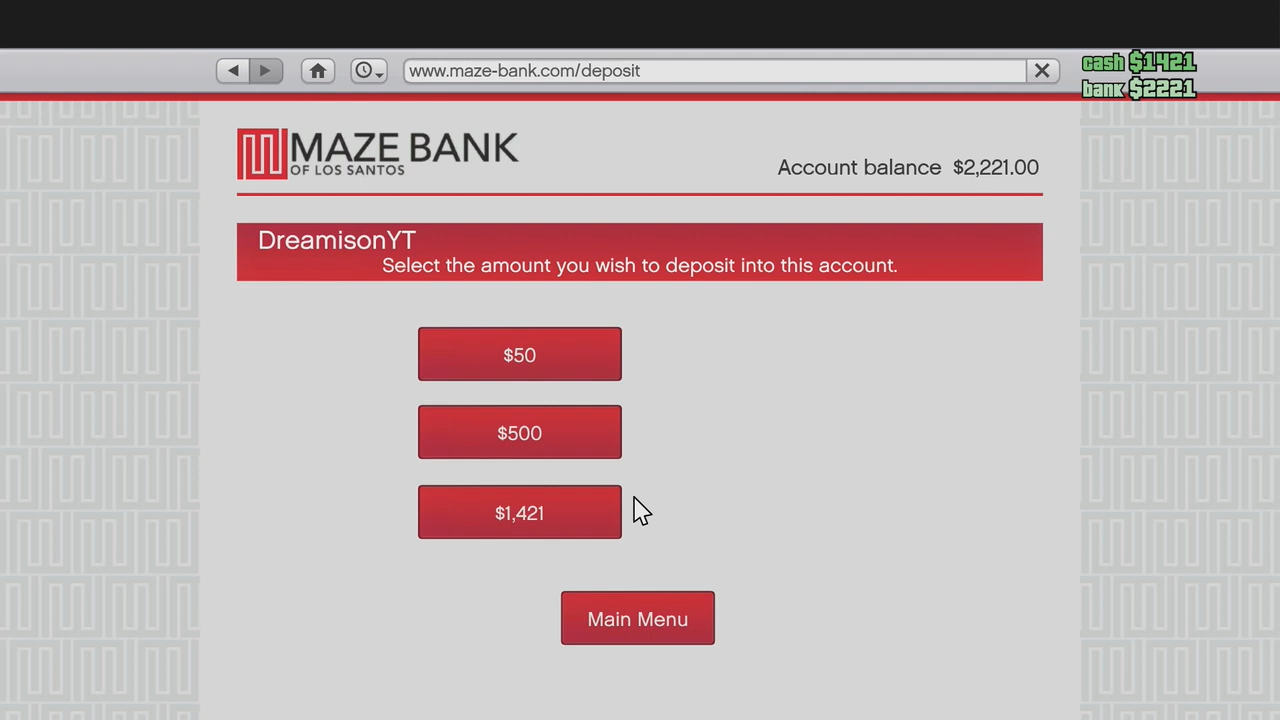 www.maze-bank.com/deposit
cash $1421
bank $2221
MAZE BANK
OF LOS SANTOS
Account balance $2,221.00
DreamisonYT
Select the amount you wish to deposit into this account.
$50
$500
$1,421
Main Menu